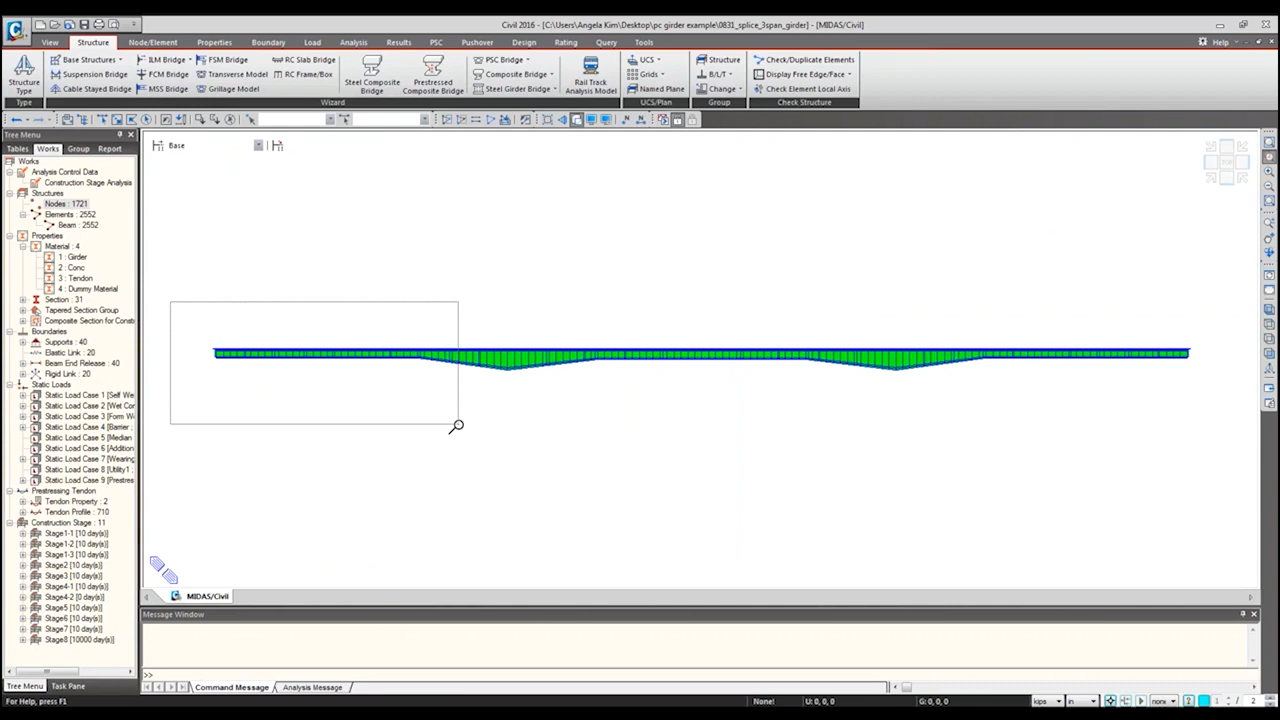 Civil 2016 - [C:\Users\Angela Kim\Desktop\pc girder example\0831_splice_3span_girder] - [MIDAS/Civil]
View Structure Node/Element Properties Boundary Load Analysis Results PSC Pushover Design Rating Query Tools Help
Structure Type
Type
Base Structures
Suspension Bridge
Cable Stayed Bridge
ILM Bridge
FCM Bridge
MSS Bridge
FSM Bridge
Transverse Model
Grillage Model
RC Slab Bridge
RC Frame/Box
Steel Composite Bridge
Prestressed Composite Bridge
PSC Bridge
Composite Bridge
Steel Girder Bridge
Rail Track Analysis Model
Wizard
UCS
Grids
Named Plane
UCS/Plan
Structure
B/L/T
Change
Group
Check/Duplicate Elements
Display Free Edge/Face
Check Element Local Axis
Check Structure
Tree Menu
Tables Works Group Report
Works
Analysis Control Data
Construction Stage Analysis
Structures
Nodes : 1721
Elements : 2552
Beam : 2552
Properties
Material : 4
1 : Girder
2 : Conc
3 : Tendon
4 : Dummy Material
Section : 31
Tapered Section Group
Composite Section for Constr
Boundaries
Supports : 40
Elastic Link : 20
Beam End Release : 40
Rigid Link : 20
Static Loads
Static Load Case 1 [Self We
Static Load Case 2 [Wet Con
Static Load Case 3 [Form W
Static Load Case 4 [Barrier ;
Static Load Case 5 [Median
Static Load Case 6 [Addition
Static Load Case 7 [Wearing
Static Load Case 8 [Utility1 ;
Static Load Case 9 [Prestres
Prestressing Tendon
Tendon Property : 2
Tendon Profile : 710
Construction Stage : 11
Stage1-1 [10 day(s)]
Stage1-2 [10 day(s)]
Stage1-3 [10 day(s)]
Stage2 [10 day(s)]
Stage3 [10 day(s)]
Stage4-1 [10 day(s)]
Stage4-2 [0 day(s)]
Stage5 [10 day(s)]
Stage6 [10 day(s)]
Stage7 [10 day(s)]
Stage8 [10000 day(s)]
Tree Menu Task Pane
Base
TOP
MIDAS/Civil
Message Window
>>
Command Message Analysis Message
For Help, press F1
None! U: 0, 0, 0 G: 0, 0, 0 kips in none ? 1 / 2